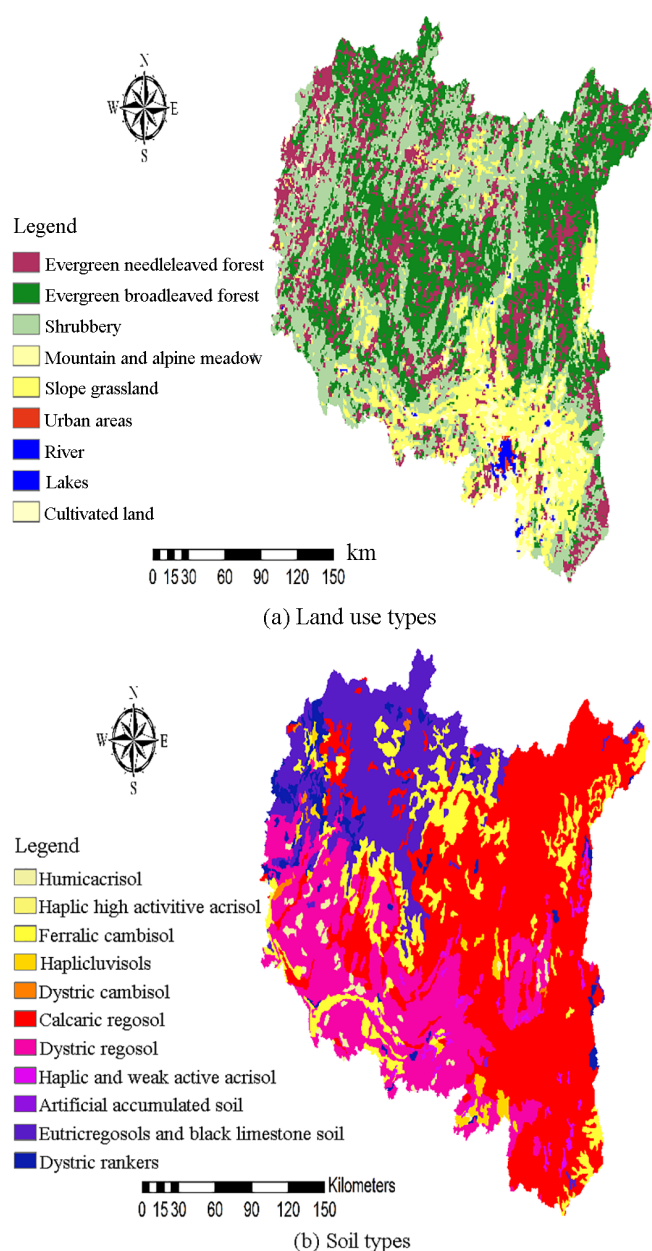 N
W E
S
Legend
Evergreen needleleaved forest
Evergreen broadleaved forest
Shrubbery
Mountain and alpine meadow
Slope grassland
Urban areas
River
Lakes
Cultivated land
km
0 15 30 60 90 120 150
(a) Land use types
N
W E
S
Legend
Humicacrisol
Haplic high activitive acrisol
Ferralic cambisol
Haplicluvisols
Dystric cambisol
Calcaric regosol
Dystric regosol
Haplic and weak active acrisol
Artificial accumulated soil
Eutricregosols and black limestone soil
Dystric rankers
Kilometers
0 15 30 60 90 120 150
(b) Soil types